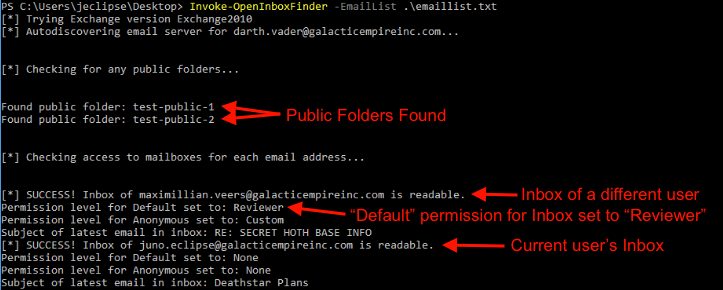 PS C:\Users\jeclipse\Desktop> Invoke-OpenInboxFinder -EmailList .\emaillist.txt
[*] Trying Exchange version Exchange2010
[*] Autodiscovering email server for darth.vader@galacticempireinc.com...
[*] Checking for any public folders...
Found public folder: test-public-1
Found public folder: test-public-2
Public Folders Found
[*] Checking access to mailboxes for each email address...
[*] SUCCESS! Inbox of maximillian.veers@galacticempireinc.com is readable.
Inbox of a different user
Permission level for Default set to: Reviewer
“Default” permission for Inbox set to “Reviewer”
Permission level for Anonymous set to: Custom
Subject of latest email in inbox: RE: SECRET HOTH BASE INFO
[*] SUCCESS! Inbox of juno.eclipse@galacticempireinc.com is readable.
Current user’s Inbox
Permission level for Default set to: None
Permission level for Anonymous set to: None
Subject of latest email in inbox: Deathstar Plans